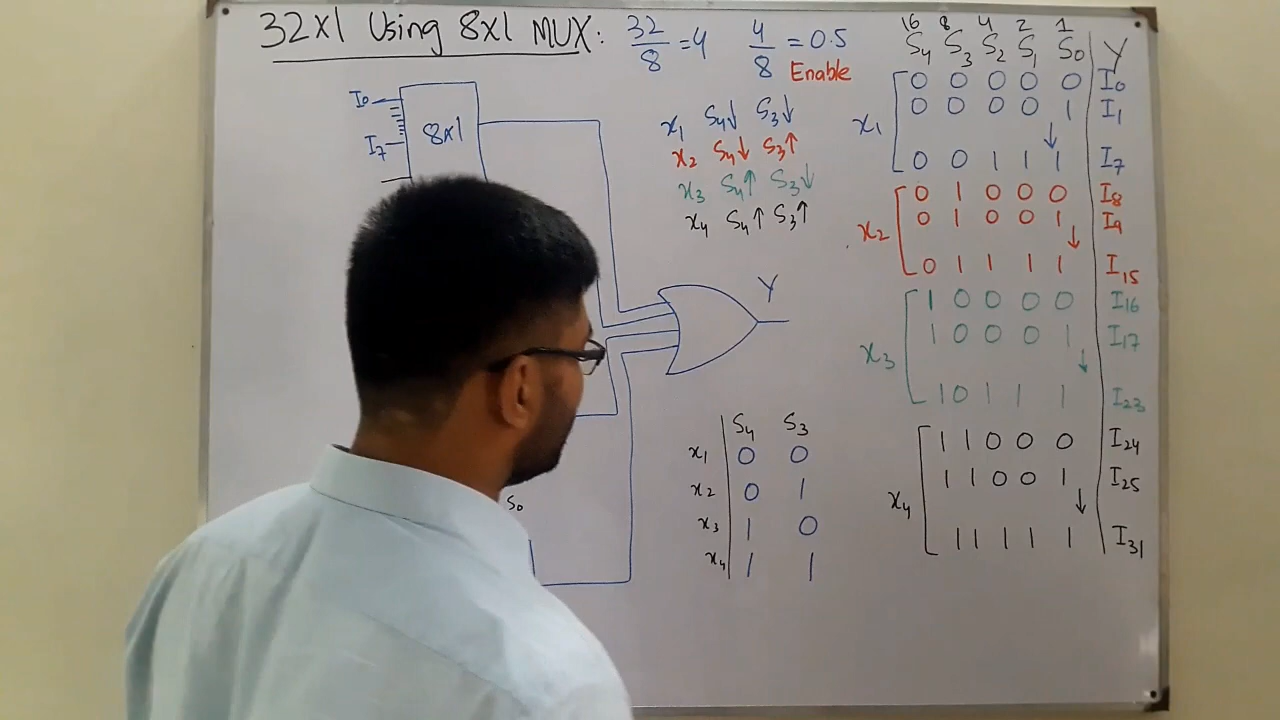 32x1 Using 8x1 MUX: 32/8 = 4 4/8 = 0.5
Enable
I0
I7
8x1
x1 S4↓ S3↓
x2 S4↓ S3↑
x3 S4↑ S3↓
x4 S4↑ S3↑
Y
S0
S4 S3
x1 0 0
x2 0 1
x3 1 0
x4 1 1
16 8 4 2 1
S4 S3 S2 S1 S0 Y
0 0 0 0 0 I0
x1 0 0 0 0 1 I1
↓
0 0 1 1 1 I7
0 1 0 0 0 I8
x2 0 1 0 0 1 I9
↓
0 1 1 1 1 I15
1 0 0 0 0 I16
x3 1 0 0 0 1 I17
↓
1 0 1 1 1 I23
1 1 0 0 0 I24
x4 1 1 0 0 1 I25
↓
1 1 1 1 1 I31